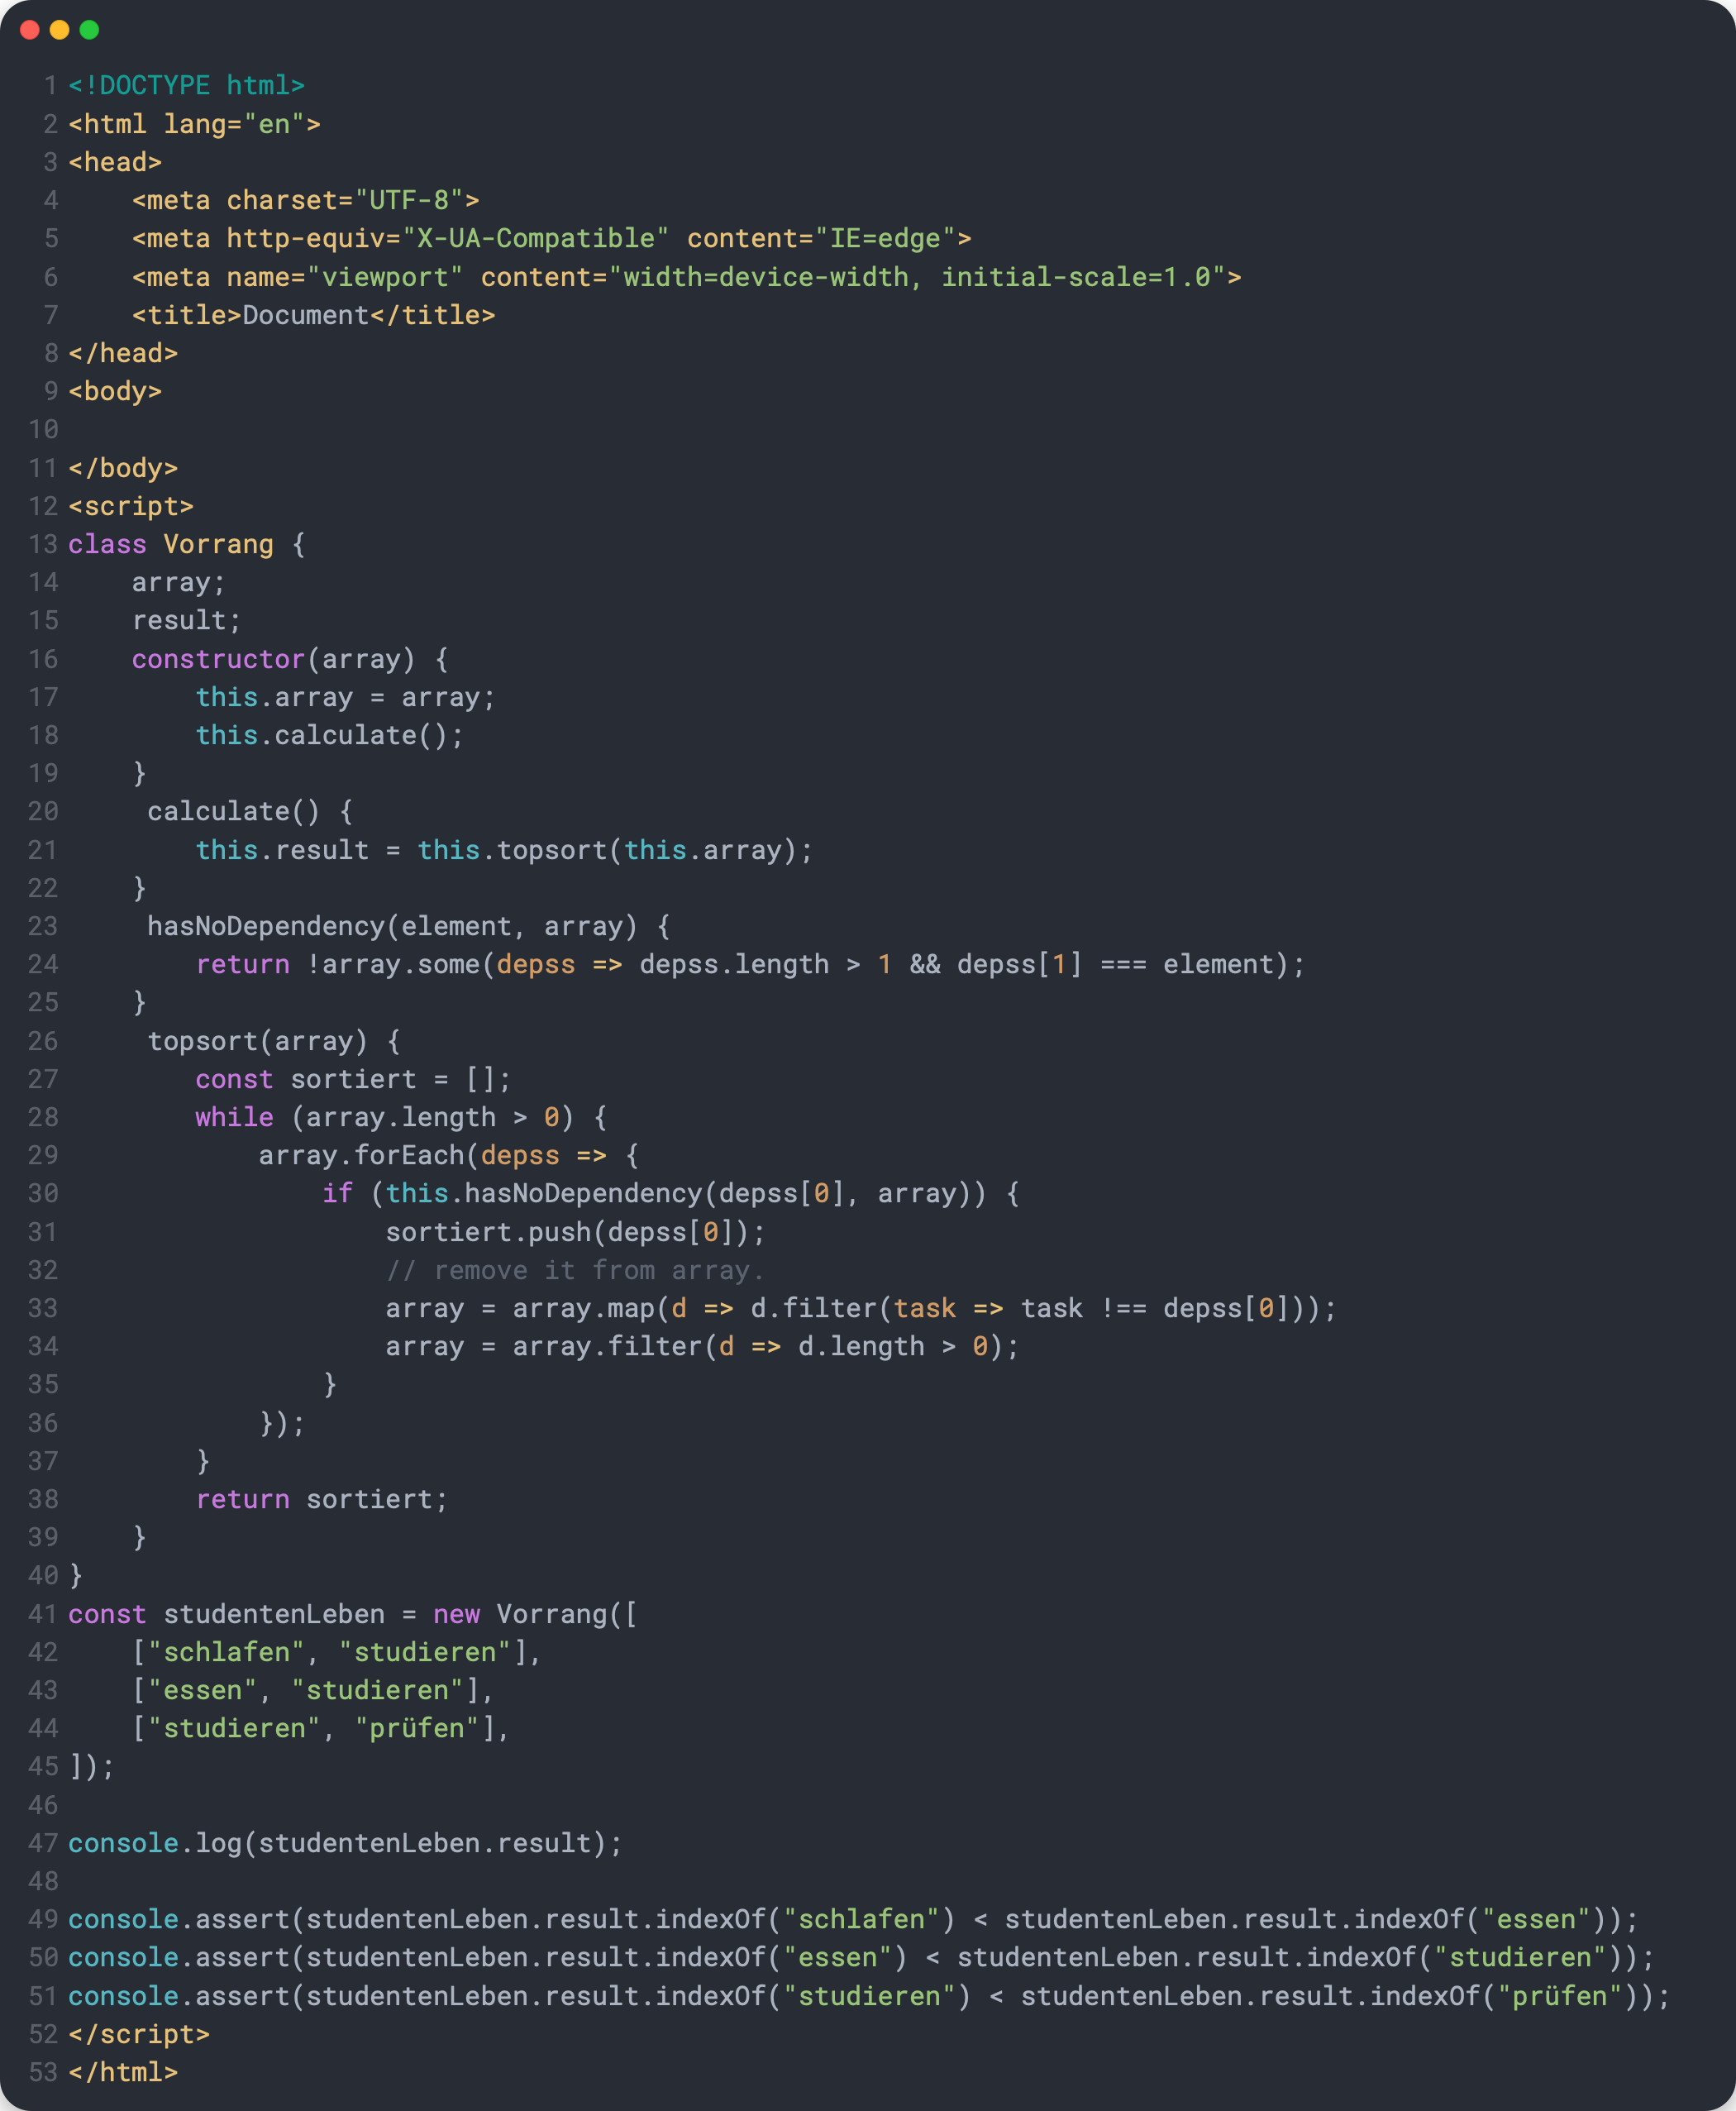 1 <!DOCTYPE html>
2 <html lang="en">
3 <head>
4     <meta charset="UTF-8">
5     <meta http-equiv="X-UA-Compatible" content="IE=edge">
6     <meta name="viewport" content="width=device-width, initial-scale=1.0">
7     <title>Document</title>
8 </head>
9 <body>
10
11 </body>
12 <script>
13 class Vorrang {
14     array;
15     result;
16     constructor(array) {
17         this.array = array;
18         this.calculate();
19     }
20      calculate() {
21         this.result = this.topsort(this.array);
22     }
23      hasNoDependency(element, array) {
24         return !array.some(depss => depss.length > 1 && depss[1] === element);
25     }
26      topsort(array) {
27         const sortiert = [];
28         while (array.length > 0) {
29             array.forEach(depss => {
30                 if (this.hasNoDependency(depss[0], array)) {
31                     sortiert.push(depss[0]);
32                     // remove it from array.
33                     array = array.map(d => d.filter(task => task !== depss[0]));
34                     array = array.filter(d => d.length > 0);
35                 }
36             });
37         }
38         return sortiert;
39     }
40 }
41 const studentenLeben = new Vorrang([
42     ["schlafen", "studieren"],
43     ["essen", "studieren"],
44     ["studieren", "prüfen"],
45 ]);
46
47 console.log(studentenLeben.result);
48
49 console.assert(studentenLeben.result.indexOf("schlafen") < studentenLeben.result.indexOf("essen"));
50 console.assert(studentenLeben.result.indexOf("essen") < studentenLeben.result.indexOf("studieren"));
51 console.assert(studentenLeben.result.indexOf("studieren") < studentenLeben.result.indexOf("prüfen"));
52 </script>
53 </html>